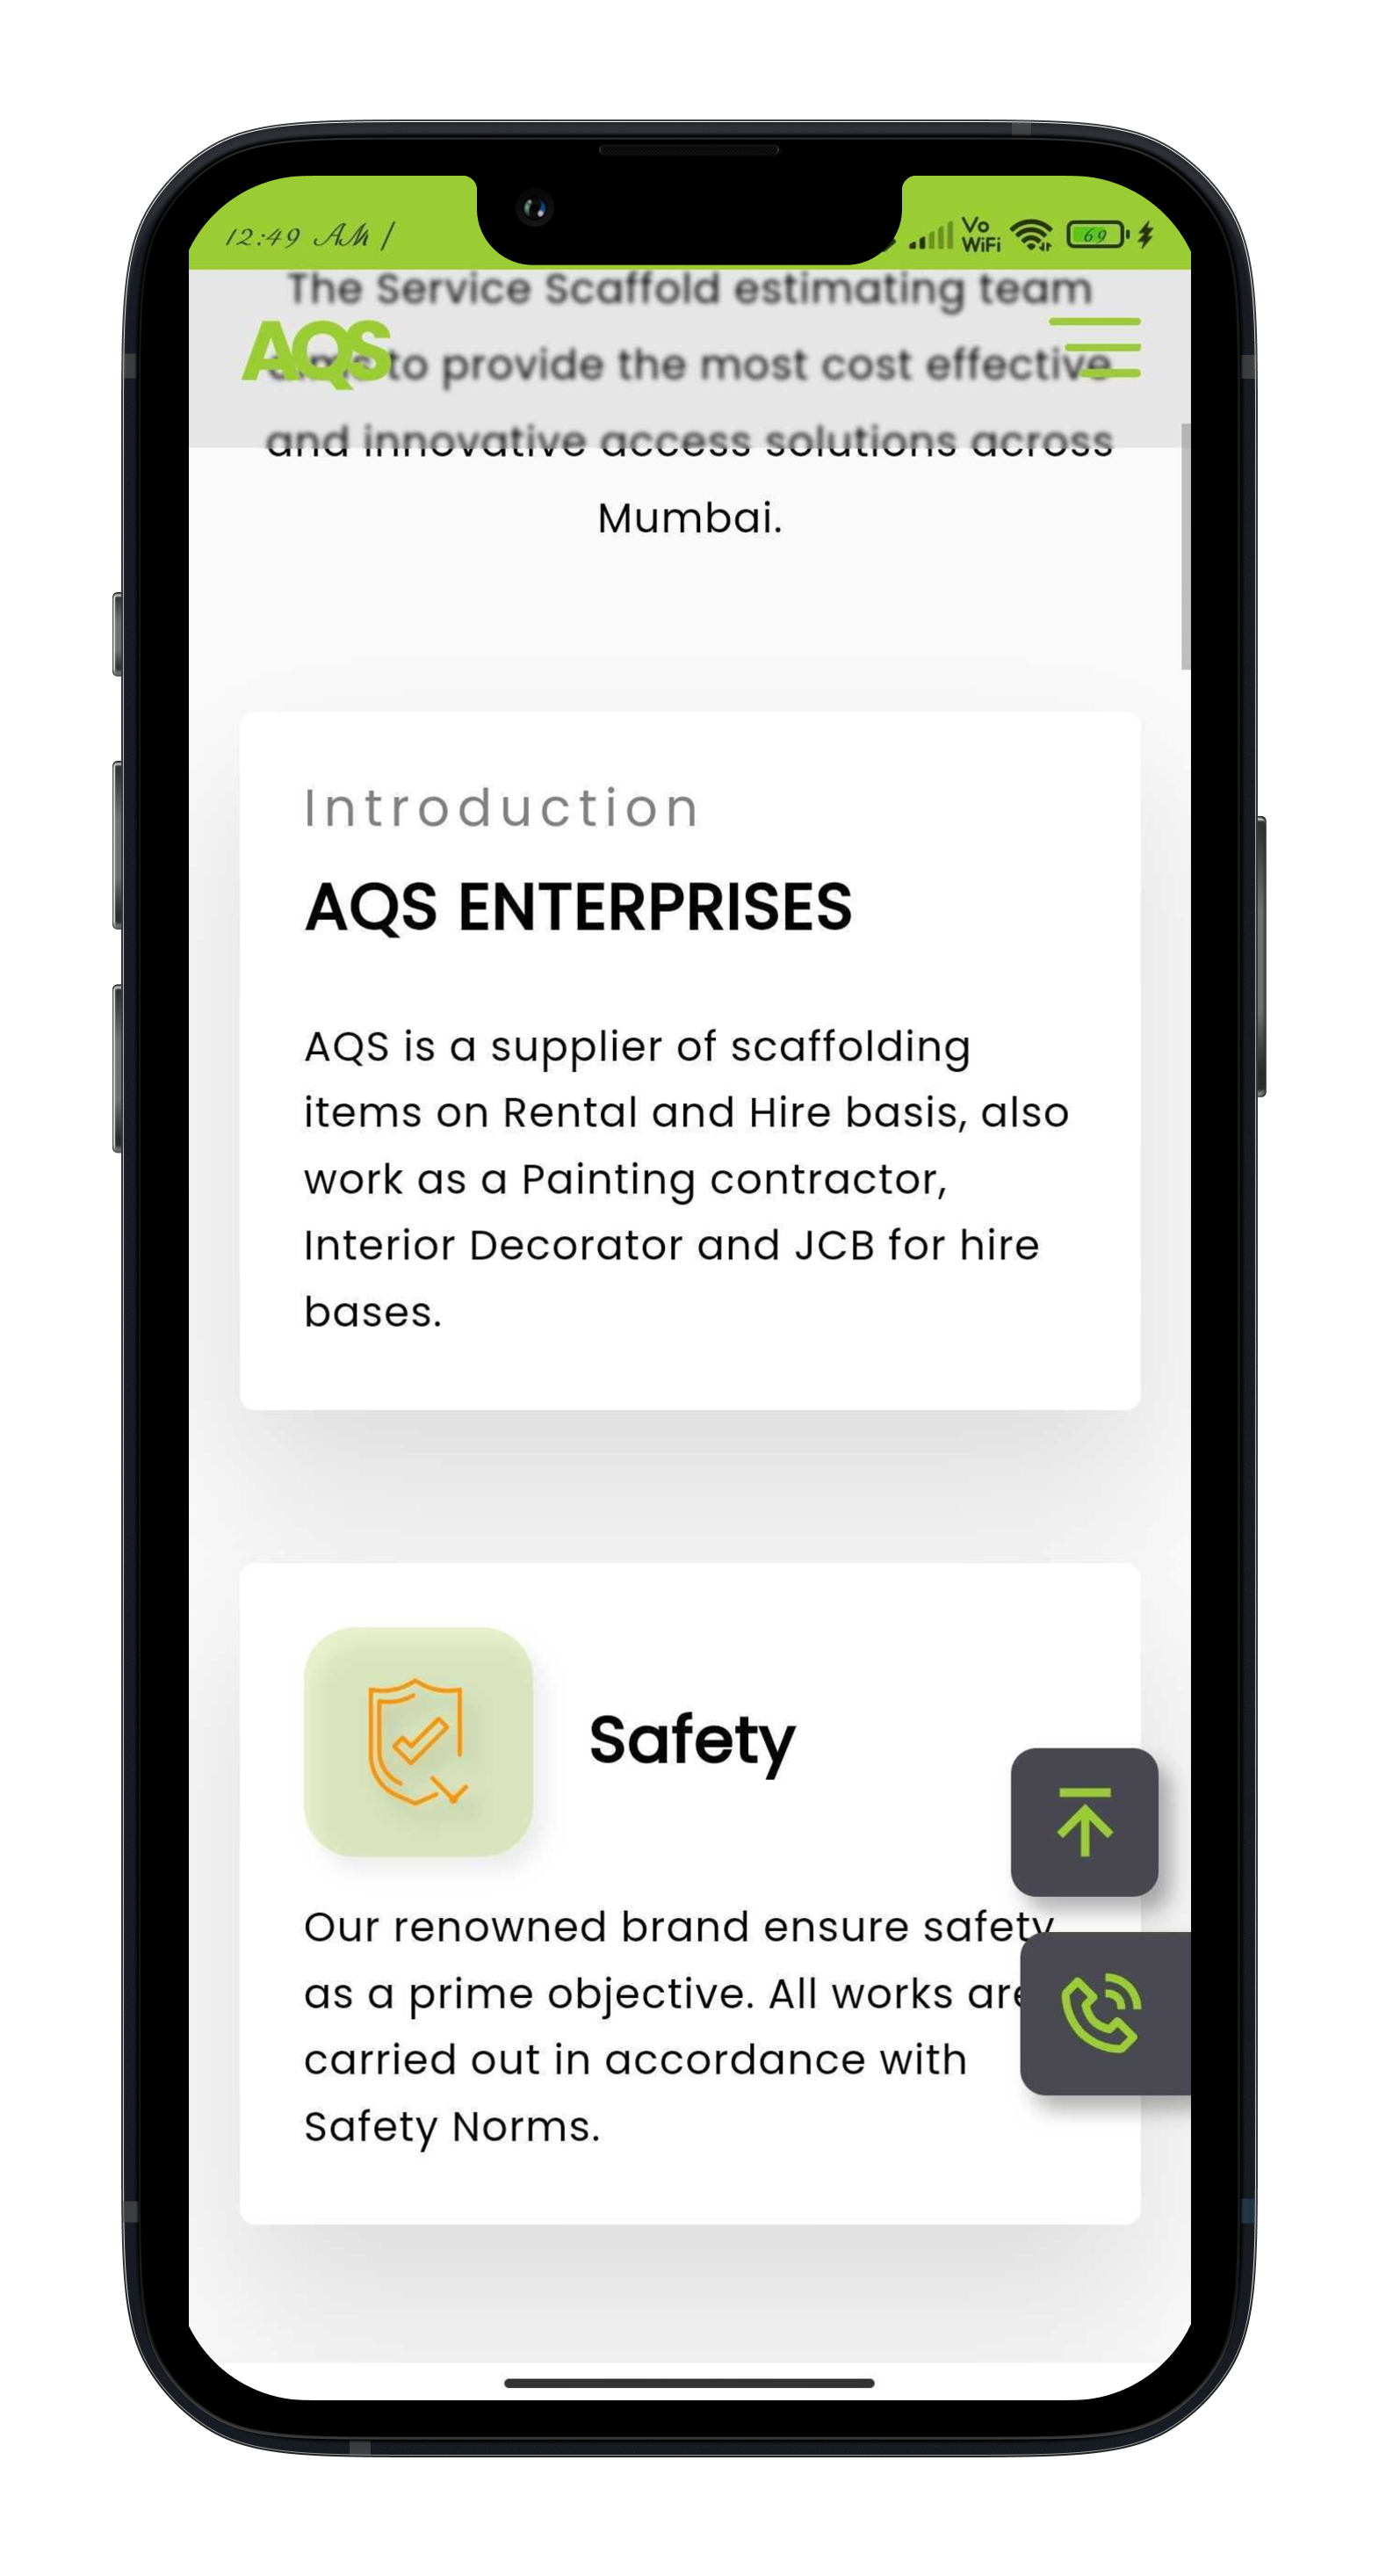 12:49 AM |
Vo
WiFi
69
The Service Scaffold estimating team
AQS
to provide the most cost effective
and innovative access solutions across
Mumbai.
Introduction
AQS ENTERPRISES
AQS is a supplier of scaffolding
items on Rental and Hire basis, also
work as a Painting contractor,
Interior Decorator and JCB for hire
bases.
Safety
Our renowned brand ensure safety
as a prime objective. All works are
carried out in accordance with
Safety Norms.